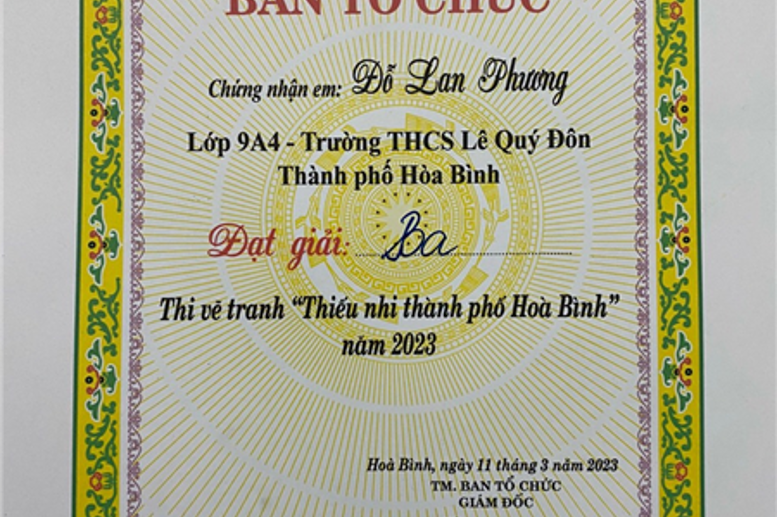 BAN TỔ CHỨC
Chứng nhận em: Đỗ Lan Phương
Lớp 9A4 - Trường THCS Lê Quý Đôn
Thành phố Hòa Bình
Đạt giải: Ba
Thi vẽ tranh “Thiếu nhi thành phố Hoà Bình”
năm 2023
Hoà Bình, ngày 11 tháng 3 năm 2023
TM. BAN TỔ CHỨC
GIÁM ĐỐC